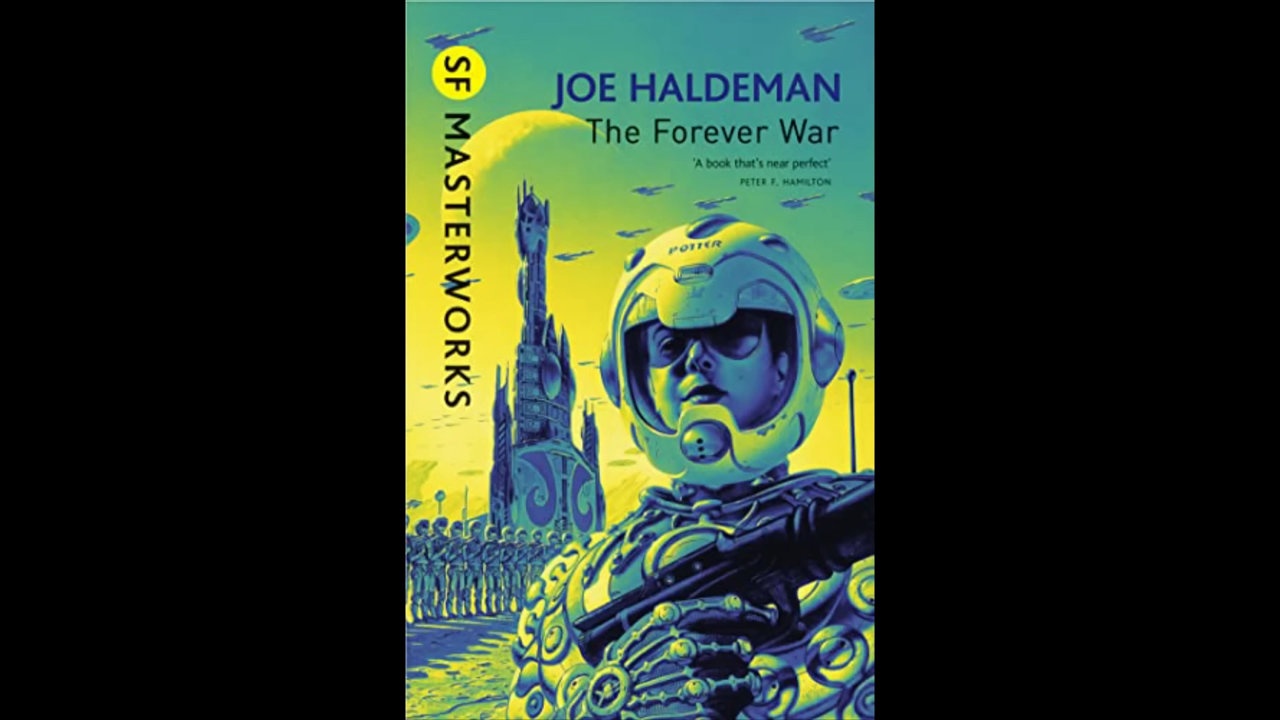 SF MASTERWORKS
JOE HALDEMAN
The Forever War
'A book that's near perfect'
PETER F. HAMILTON
POTTER